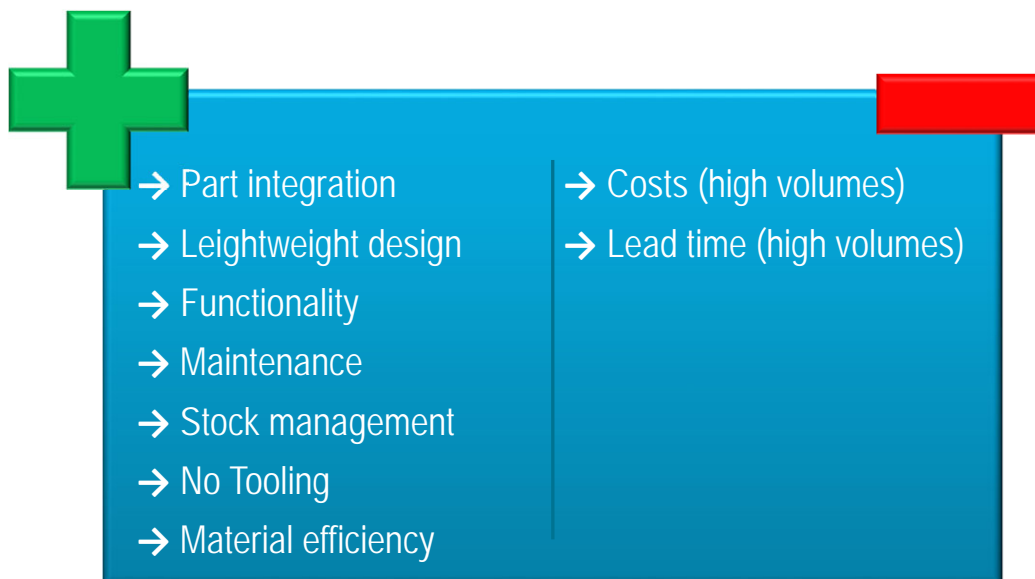 → Part integration
→ Leightweight design
→ Functionality
→ Maintenance
→ Stock management
→ No Tooling
→ Material efficiency
→ Costs (high volumes)
→ Lead time (high volumes)